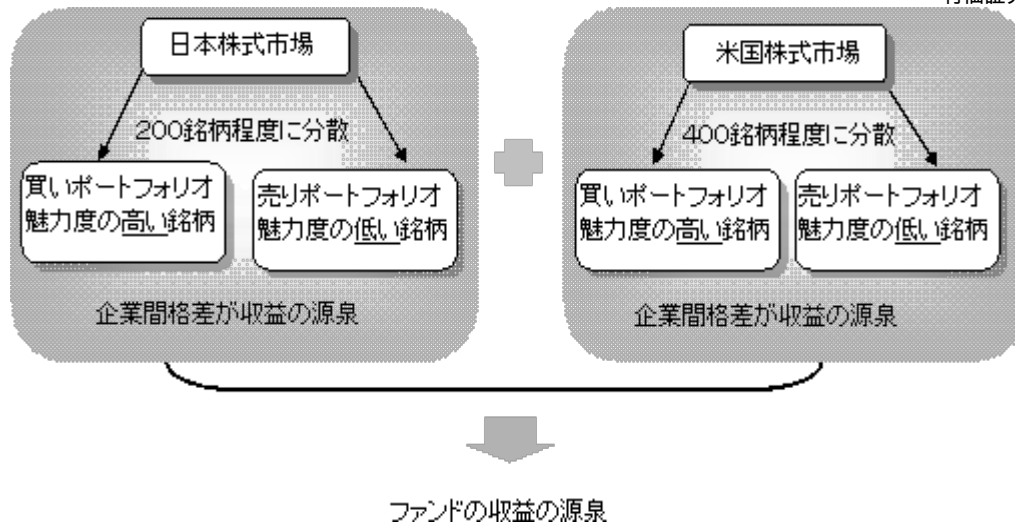 日本株式市場
200銘柄程度に分散
買いポートフォリオ
魅力度の高い銘柄
売りポートフォリオ
魅力度の低い銘柄
企業間格差が収益の源泉
米国株式市場
400銘柄程度に分散
買いポートフォリオ
魅力度の高い銘柄
売りポートフォリオ
魅力度の低い銘柄
企業間格差が収益の源泉
ファンドの収益の源泉